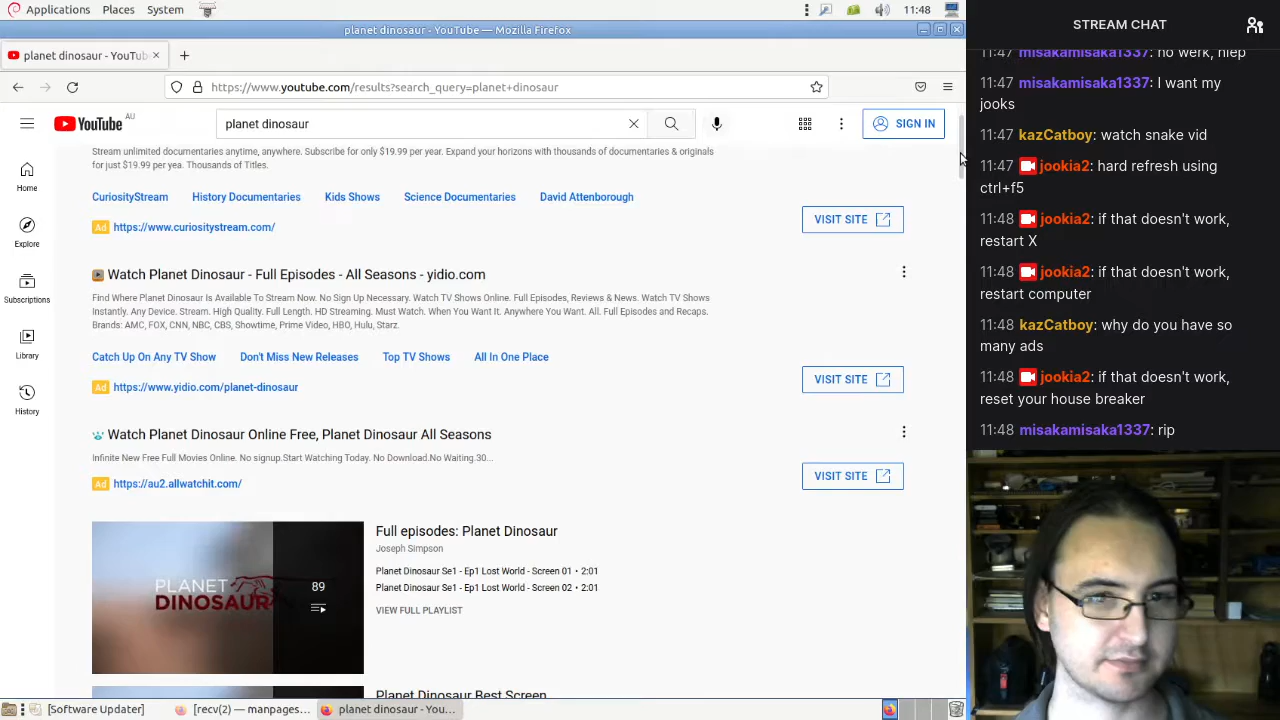 Applications Places System 11:48
planet dinosaur - YouTube — Mozilla Firefox
planet dinosaur - YouTub
https://www.youtube.com/results?search_query=planet+dinosaur
YouTube AU
planet dinosaur
SIGN IN
Home
Explore
Subscriptions
Library
History
Stream unlimited documentaries anytime, anywhere. Subscribe for only $19.99 per year. Expand your horizons with thousands of documentaries & originals
for just $19.99 per yea. Thousands of Titles.
CuriosityStream History Documentaries Kids Shows Science Documentaries David Attenborough
Ad https://www.curiositystream.com/
VISIT SITE
Watch Planet Dinosaur - Full Episodes - All Seasons - yidio.com
Find Where Planet Dinosaur Is Available To Stream Now. No Sign Up Necessary. Watch TV Shows Online. Full Episodes, Reviews & News. Watch TV Shows
Instantly. Any Device. Stream. High Quality. Full Length. HD Streaming. Must Watch. When You Want It. Anywhere You Want. All. Full Episodes and Recaps.
Brands: AMC, FOX, CNN, NBC, CBS, Showtime, Prime Video, HBO, Hulu, Starz.
Catch Up On Any TV Show Don't Miss New Releases Top TV Shows All In One Place
Ad https://www.yidio.com/planet-dinosaur
VISIT SITE
Watch Planet Dinosaur Online Free, Planet Dinosaur All Seasons
Infinite New Free Full Movies Online. No signup.Start Watching Today. No Download.No Waiting.30...
Ad https://au2.allwatchit.com/
VISIT SITE
PLANET
DINOSAUR
89
Full episodes: Planet Dinosaur
Joseph Simpson
Planet Dinosaur Se1 - Ep1 Lost World - Screen 01 • 2:01
Planet Dinosaur Se1 - Ep1 Lost World - Screen 02 • 2:01
VIEW FULL PLAYLIST
Planet Dinosaur Best Screen
[Software Updater] [recv(2) — manpages... planet dinosaur - You...
STREAM CHAT
11:47 misakamisaka1337: no werk, niep
11:47 misakamisaka1337: I want my
jooks
11:47 kazCatboy: watch snake vid
11:47 jookia2: hard refresh using
ctrl+f5
11:48 jookia2: if that doesn't work,
restart X
11:48 jookia2: if that doesn't work,
restart computer
11:48 kazCatboy: why do you have so
many ads
11:48 jookia2: if that doesn't work,
reset your house breaker
11:48 misakamisaka1337: rip